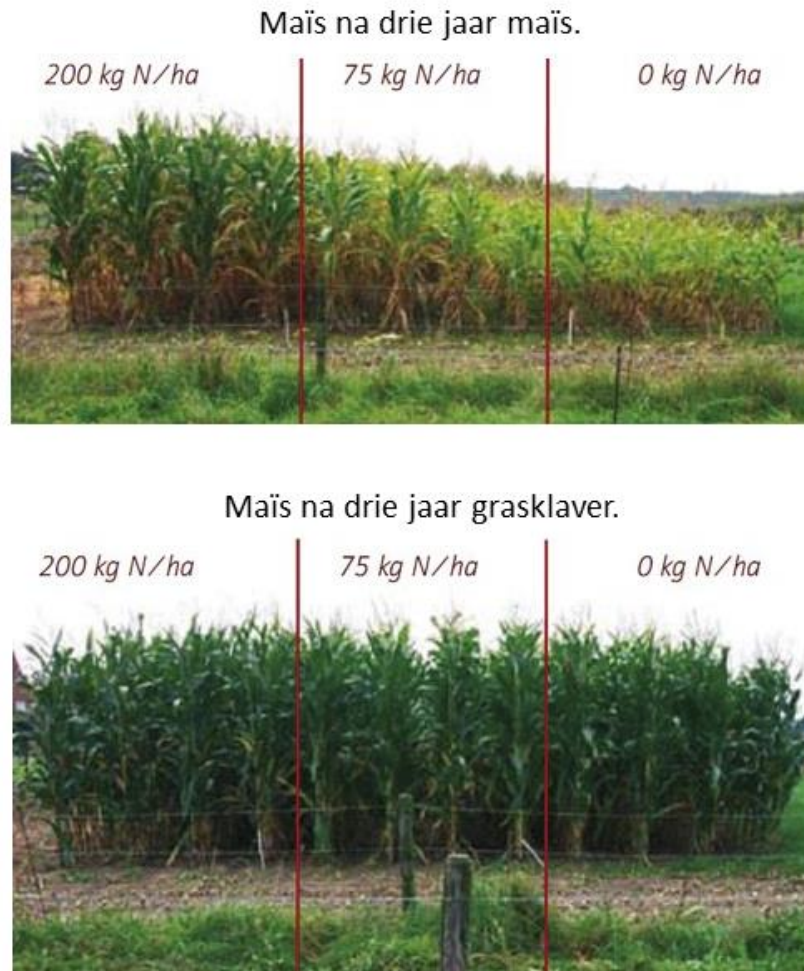 Maïs na drie jaar maïs.
200 kg N/ha 75 kg N/ha 0 kg N/ha
Maïs na drie jaar grasklaver.
200 kg N/ha 75 kg N/ha 0 kg N/ha